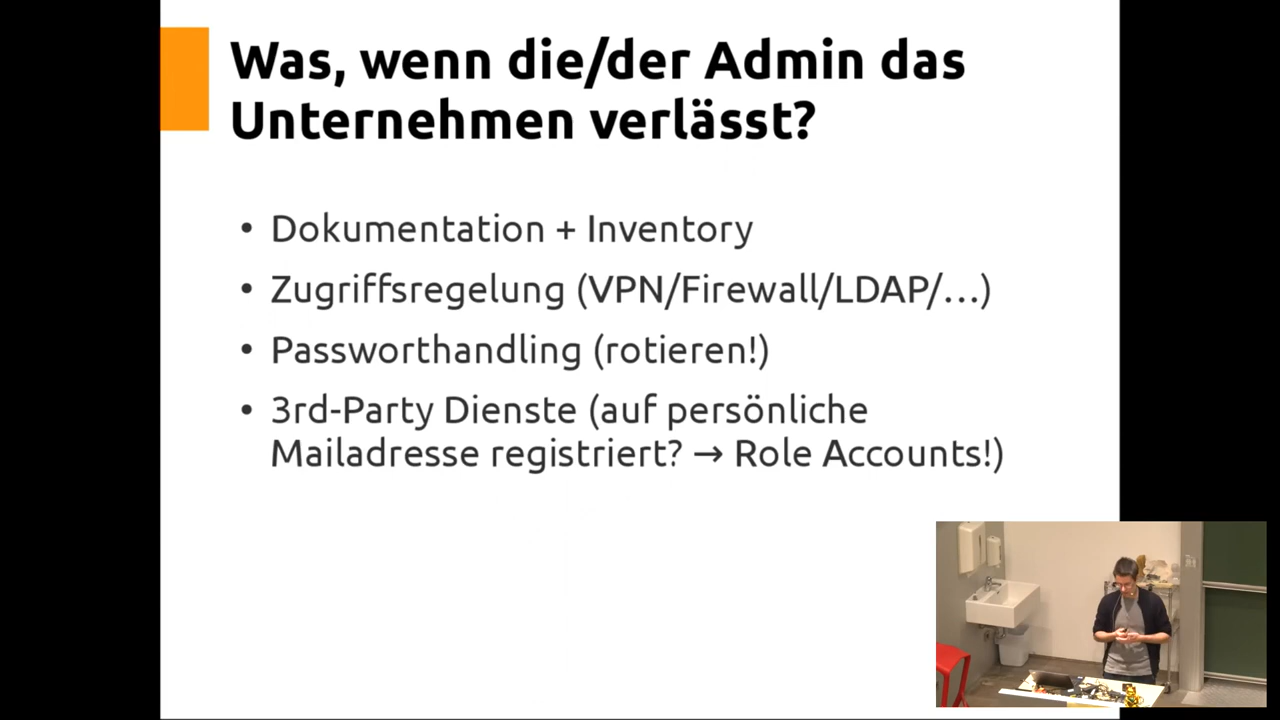 Was, wenn die/der Admin das
Unternehmen verlässt?
• Dokumentation + Inventory
• Zugriffsregelung (VPN/Firewall/LDAP/…)
• Passworthandling (rotieren!)
• 3rd-Party Dienste (auf persönliche
Mailadresse registriert? → Role Accounts!)